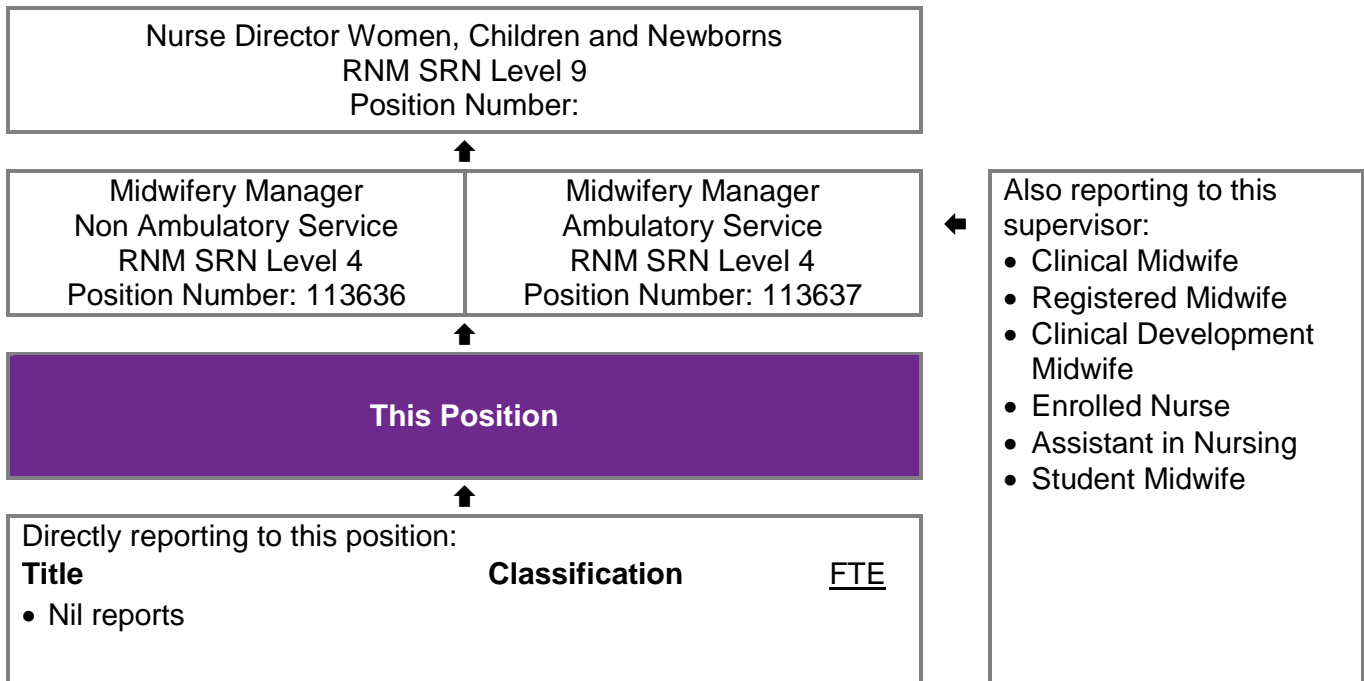 Nurse Director Women, Children and Newborns
RNM SRN Level 9
Position Number:
Midwifery Manager
Non Ambulatory Service
RNM SRN Level 4
Position Number: 113636
Midwifery Manager
Ambulatory Service
RNM SRN Level 4
Position Number: 113637
Also reporting to this
supervisor:
• Clinical Midwife
• Registered Midwife
• Clinical Development
Midwife
• Enrolled Nurse
• Assistant in Nursing
• Student Midwife
This Position
Directly reporting to this position:
Title Classification FTE
• Nil reports